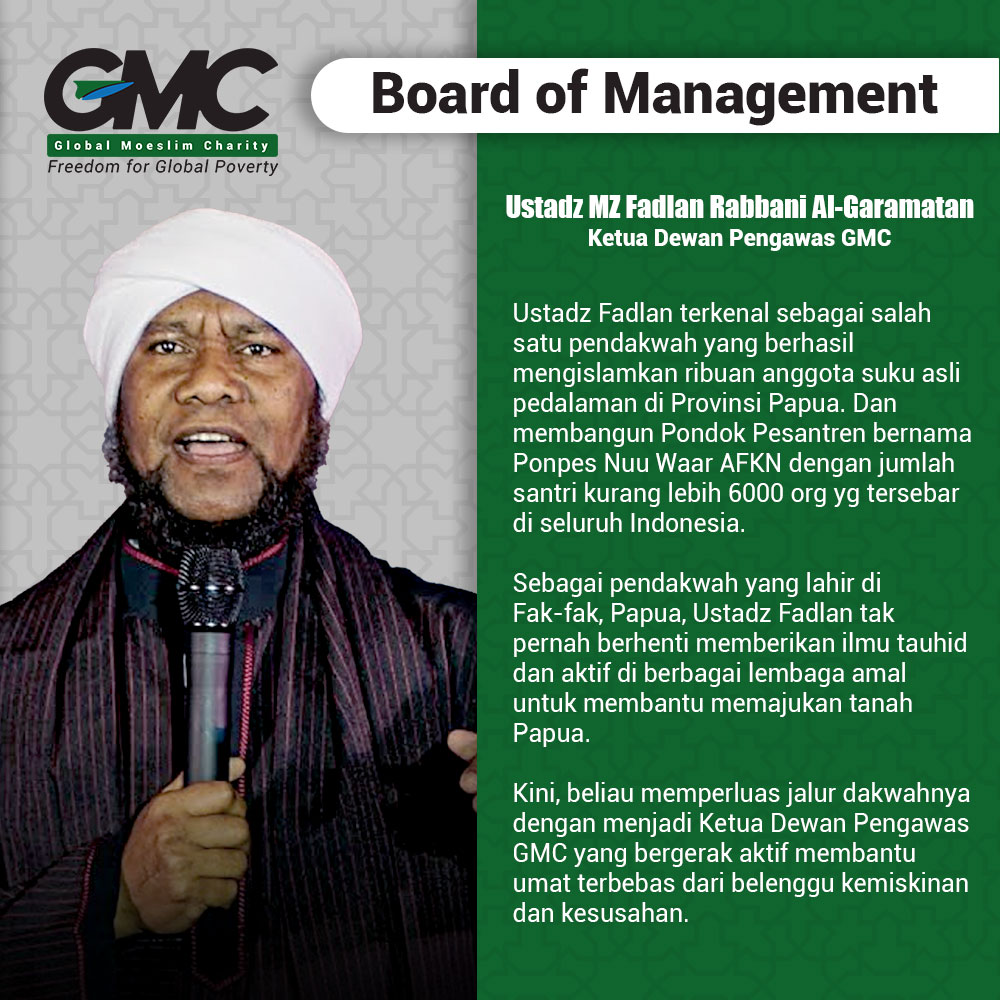 GMC
Global Moeslim Charity
Freedom for Global Poverty
Board of Management
Ustadz MZ Fadlan Rabbani Al-Garamatan
Ketua Dewan Pengawas GMC
Ustadz Fadlan terkenal sebagai salah
satu pendakwah yang berhasil
mengislamkan ribuan anggota suku asli
pedalaman di Provinsi Papua. Dan
membangun Pondok Pesantren bernama
Ponpes Nuu Waar AFKN dengan jumlah
santri kurang lebih 6000 org yg tersebar
di seluruh Indonesia.
Sebagai pendakwah yang lahir di
Fak-fak, Papua, Ustadz Fadlan tak
pernah berhenti memberikan ilmu tauhid
dan aktif di berbagai lembaga amal
untuk membantu memajukan tanah
Papua.
Kini, beliau memperluas jalur dakwahnya
dengan menjadi Ketua Dewan Pengawas
GMC yang bergerak aktif membantu
umat terbebas dari belenggu kemiskinan
dan kesusahan.